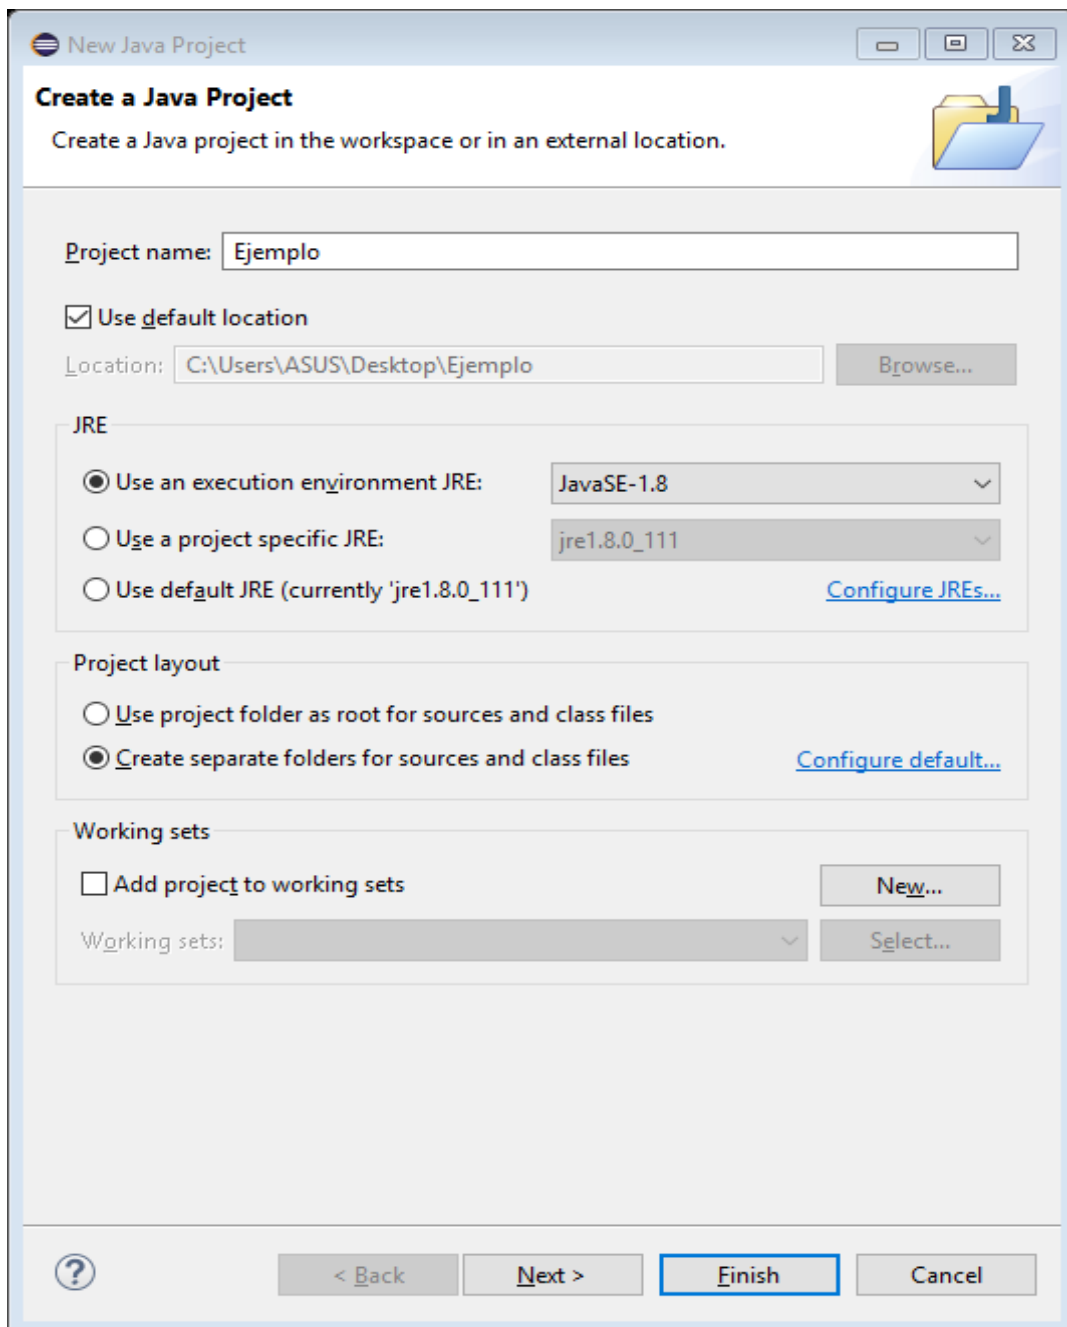 New Java Project
Create a Java Project
Create a Java project in the workspace or in an external location.
Project name: Ejemplo
Use default location
Location: C:\Users\ASUS\Desktop\Ejemplo Browse...
JRE
Use an execution environment JRE: JavaSE-1.8
Use a project specific JRE: jre1.8.0_111
Use default JRE (currently 'jre1.8.0_111') Configure JREs...
Project layout
Use project folder as root for sources and class files
Create separate folders for sources and class files Configure default...
Working sets
Add project to working sets New...
Working sets: Select...
? < Back Next > Finish Cancel